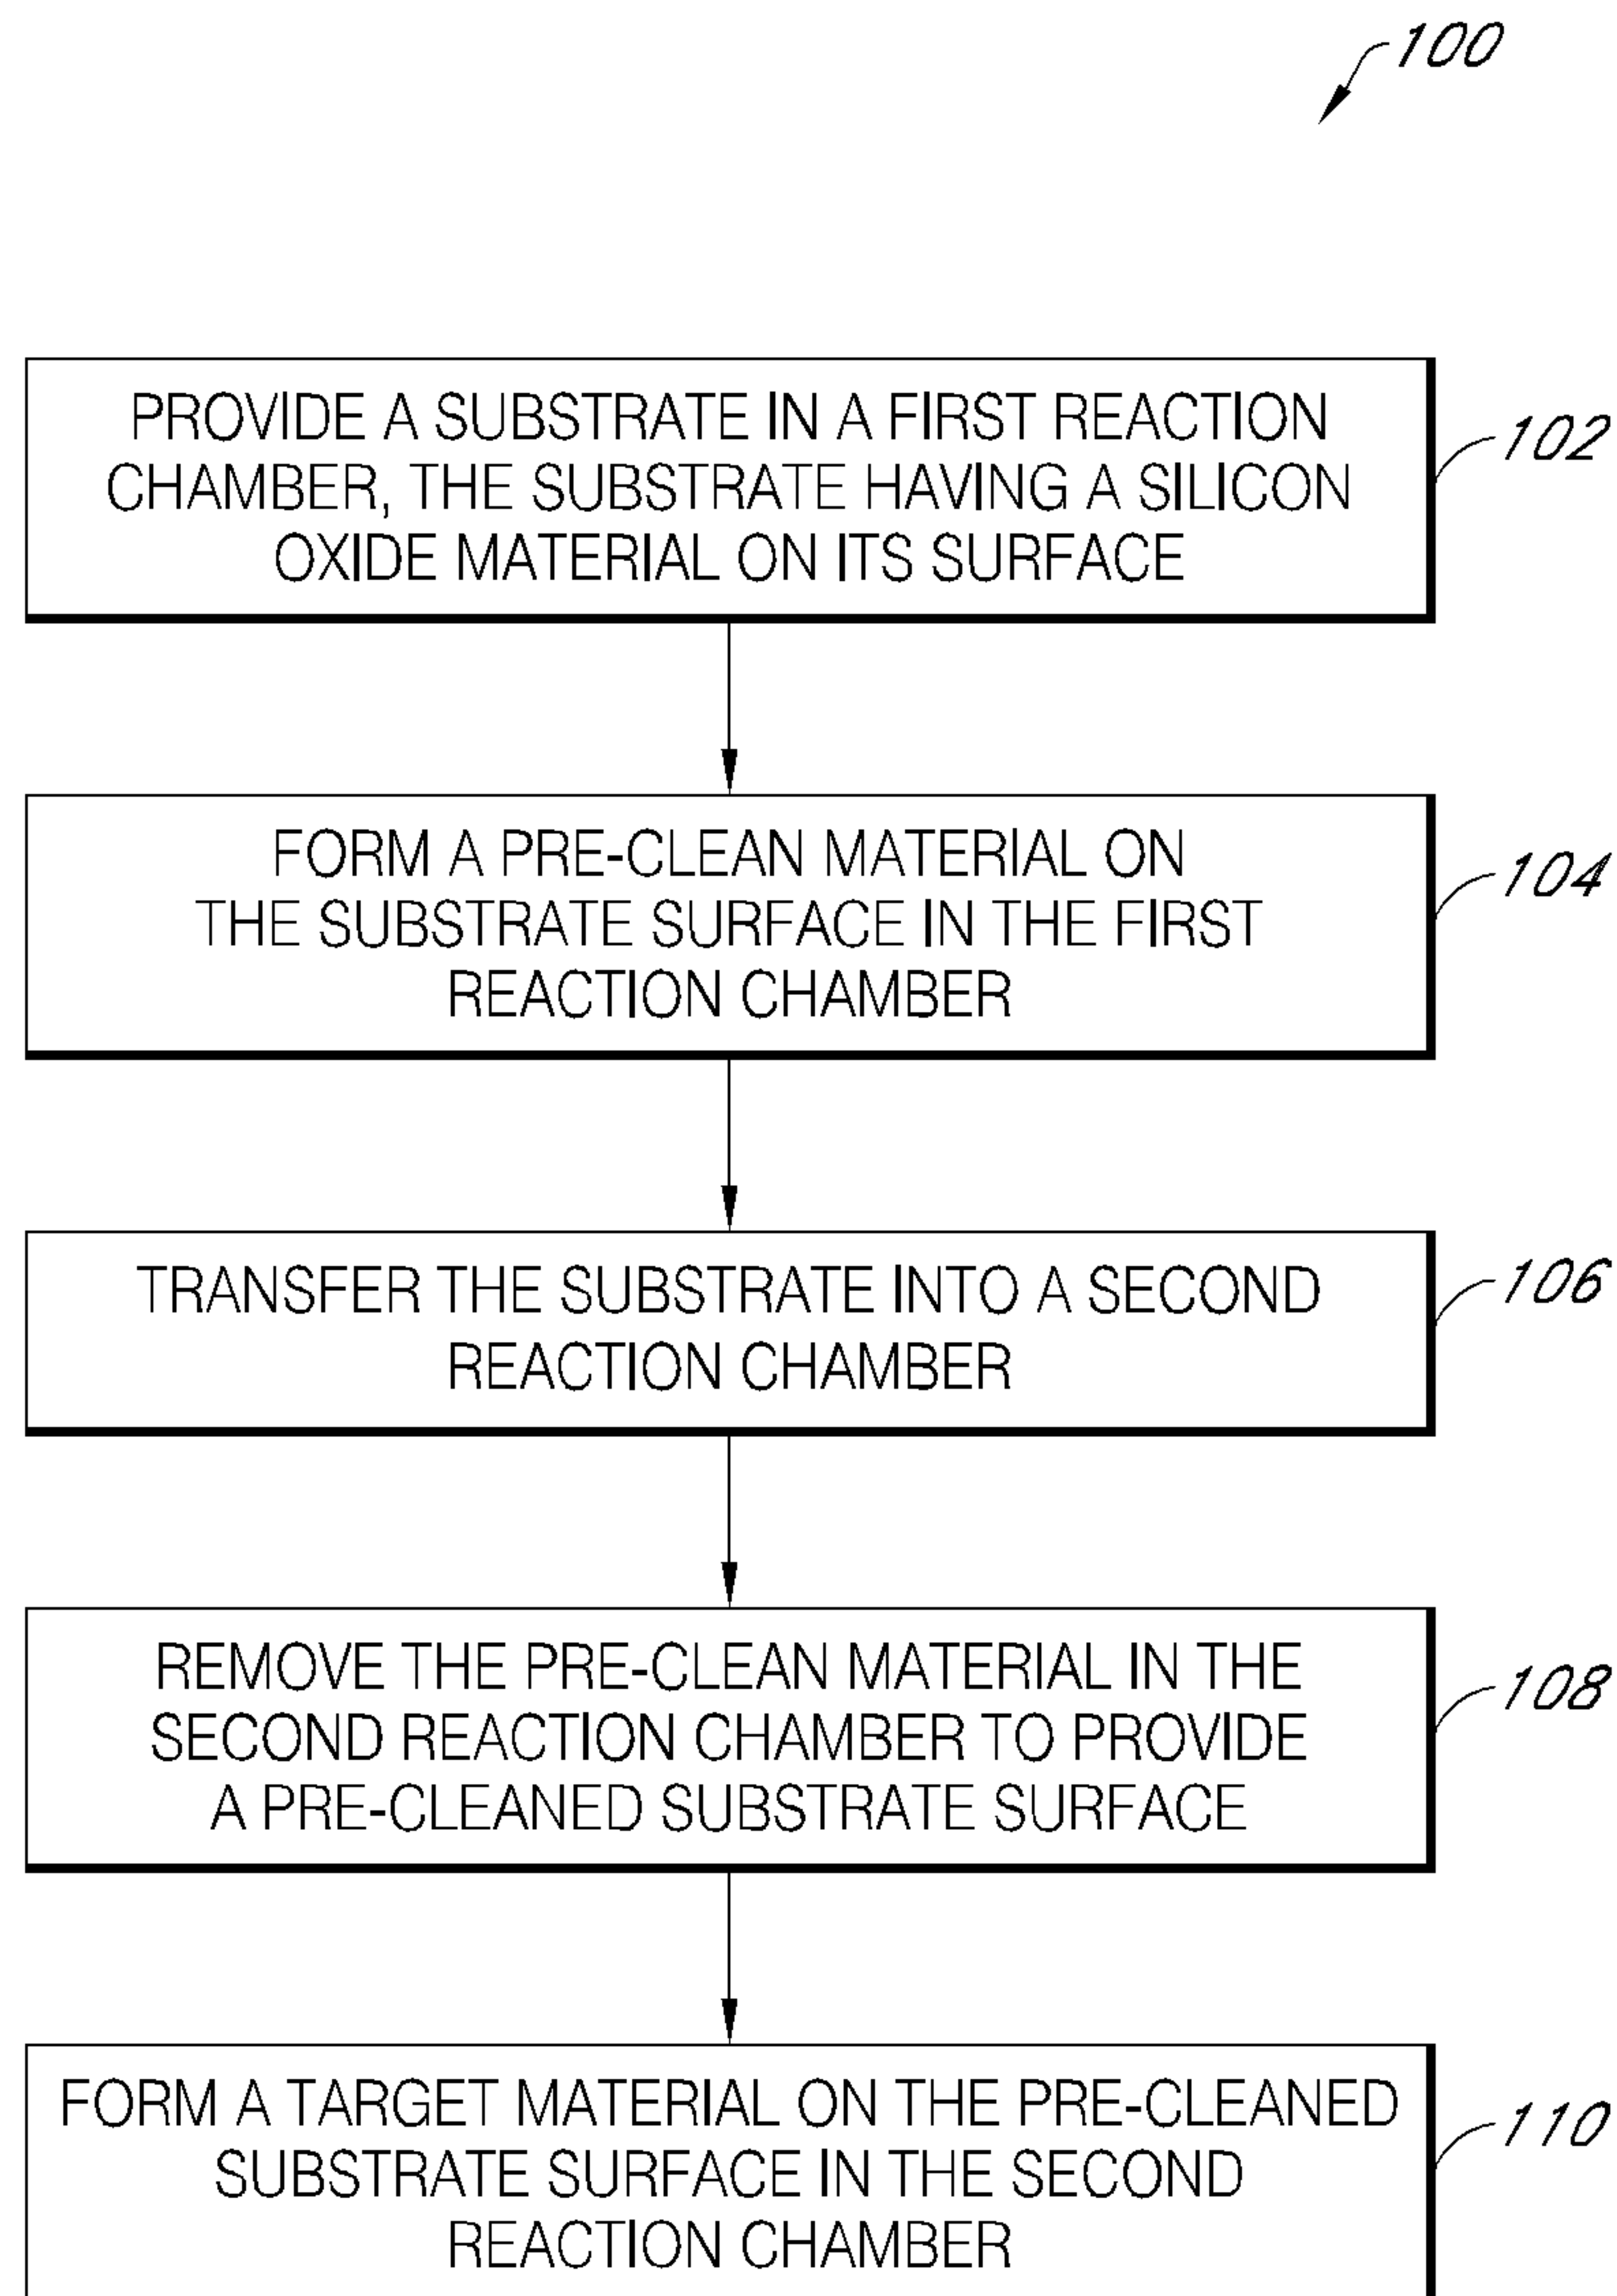 100
PROVIDE A SUBSTRATE IN A FIRST REACTION
CHAMBER, THE SUBSTRATE HAVING A SILICON
OXIDE MATERIAL ON ITS SURFACE
102
FORM A PRE-CLEAN MATERIAL ON
THE SUBSTRATE SURFACE IN THE FIRST
REACTION CHAMBER
104
TRANSFER THE SUBSTRATE INTO A SECOND
REACTION CHAMBER
106
REMOVE THE PRE-CLEAN MATERIAL IN THE
SECOND REACTION CHAMBER TO PROVIDE
A PRE-CLEANED SUBSTRATE SURFACE
108
FORM A TARGET MATERIAL ON THE PRE-CLEANED
SUBSTRATE SURFACE IN THE SECOND
REACTION CHAMBER
110